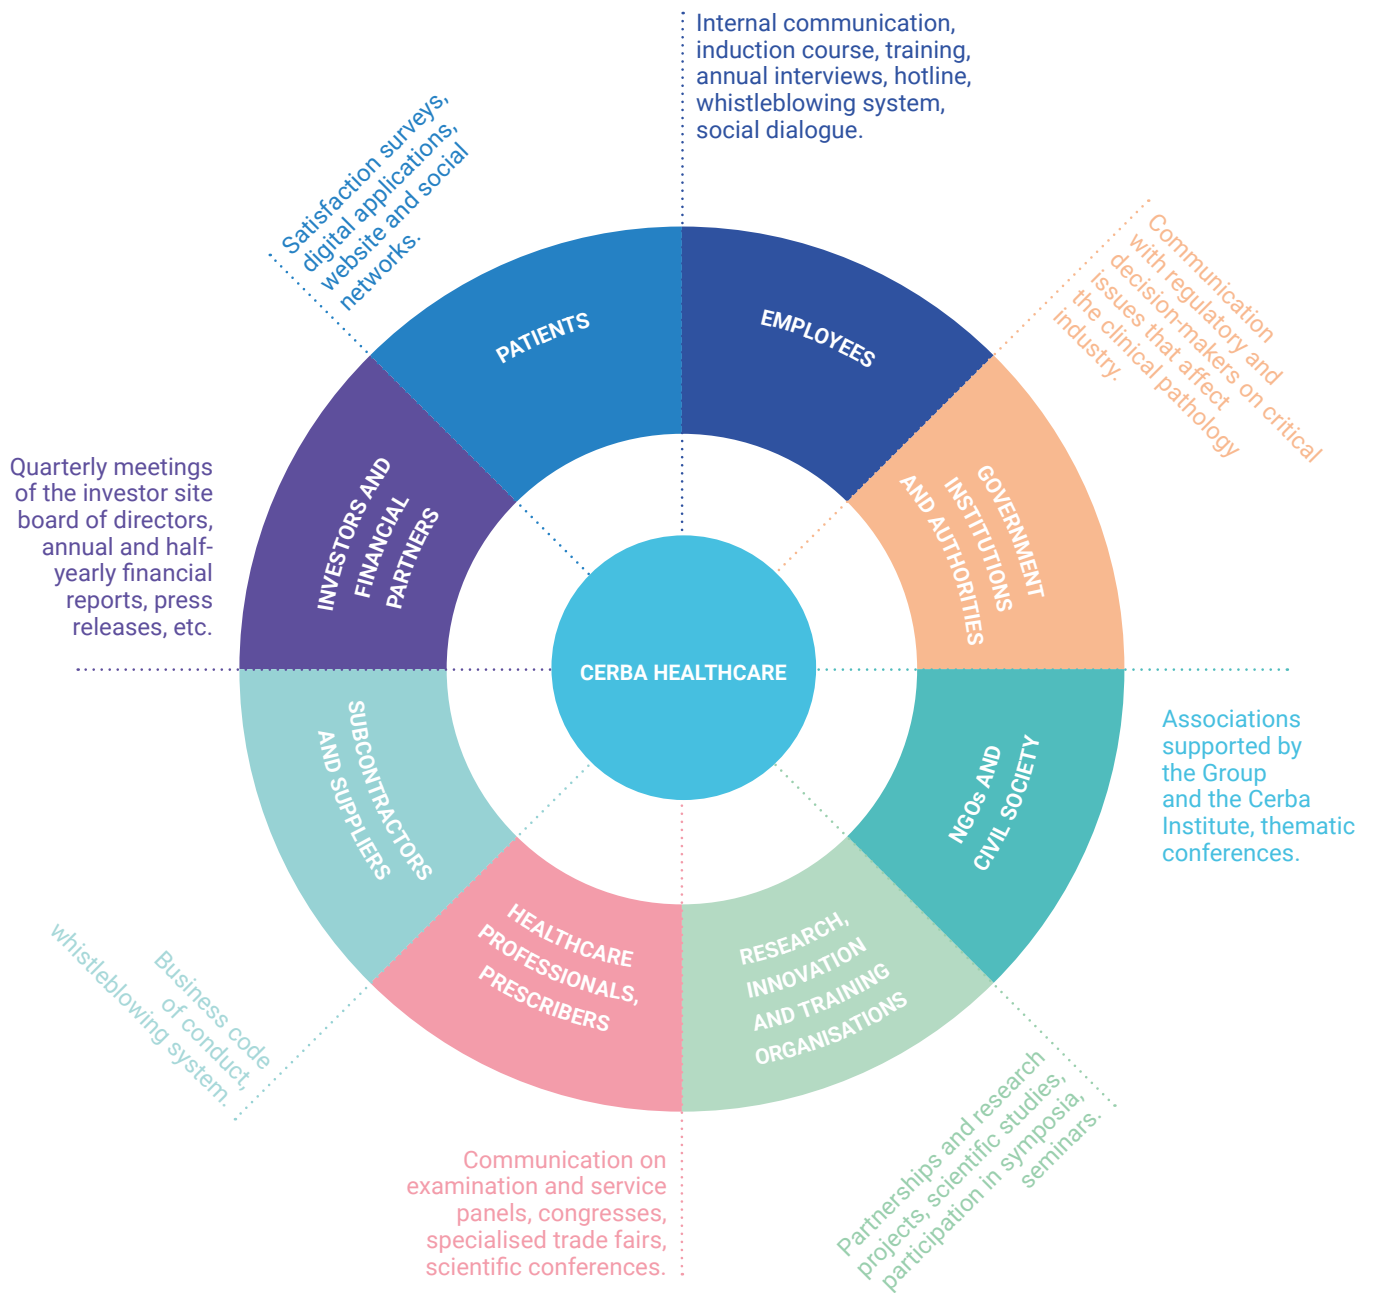 Internal communication,
induction course, training,
annual interviews, hotline,
whistleblowing system,
social dialogue.
EMPLOYEES
Communication
with regulatory and
decision-makers on critical
issues that affect
the clinical pathology
industry.
GOVERNMENT
INSTITUTIONS
AND AUTHORITIES
Associations
supported by
the Group
and the Cerba
Institute, thematic
conferences.
NGOs AND
CIVIL SOCIETY
Partnerships and research
projects, scientific studies,
participation in symposia,
seminars.
RESEARCH,
INNOVATION
AND TRAINING
ORGANISATIONS
Communication on
examination and service
panels, congresses,
specialised trade fairs,
scientific conferences.
HEALTHCARE
PROFESSIONALS,
PRESCRIBERS
Business code
of conduct,
whistleblowing system.
SUBCONTRACTORS
AND SUPPLIERS
Quarterly meetings
of the investor site
board of directors,
annual and half-
yearly financial
reports, press
releases, etc.
INVESTORS AND
FINANCIAL
PARTNERS
Satisfaction surveys,
digital applications,
website and social
networks.
PATIENTS
CERBA HEALTHCARE